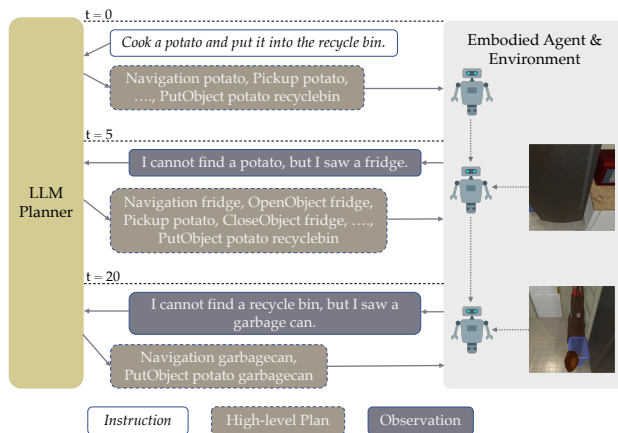 t = 0
Cook a potato and put it into the recycle bin.
Embodied Agent &
Environment
Navigation potato, Pickup potato,
…., PutObject potato recyclebin
t = 5
I cannot find a potato, but I saw a fridge.
LLM
Planner
Navigation fridge, OpenObject fridge,
Pickup potato, CloseObject fridge, ….,
PutObject potato recyclebin
t = 20
I cannot find a recycle bin, but I saw a
garbage can.
Navigation garbagecan,
PutObject potato garbagecan
Instruction
High-level Plan
Observation